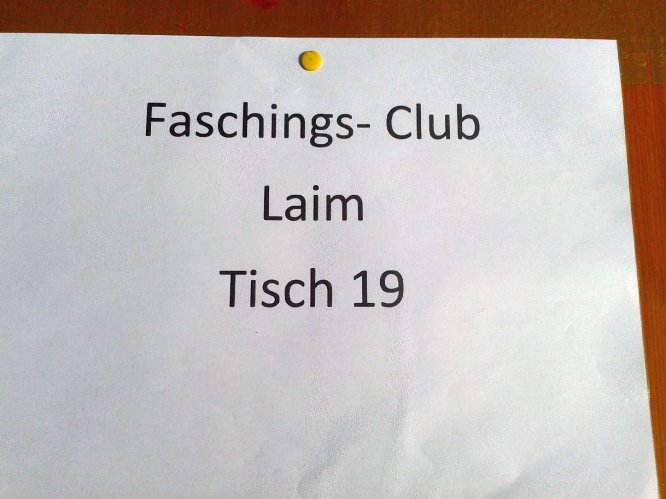 Faschings- Club
Laim
Tisch 19